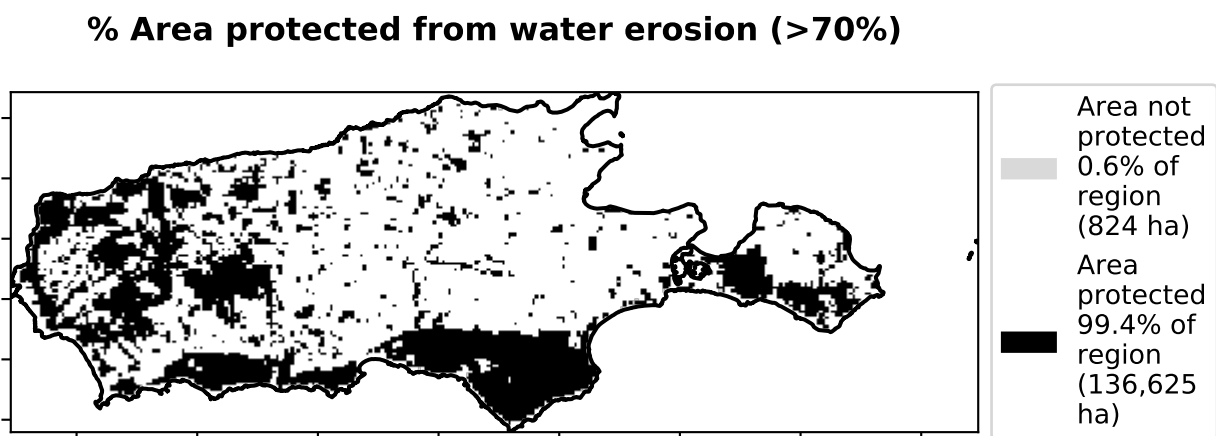 % Area protected from water erosion (>70%)
Area not
protected
0.6% of
region
(824 ha)
Area
protected
99.4% of
region
(136,625
ha)